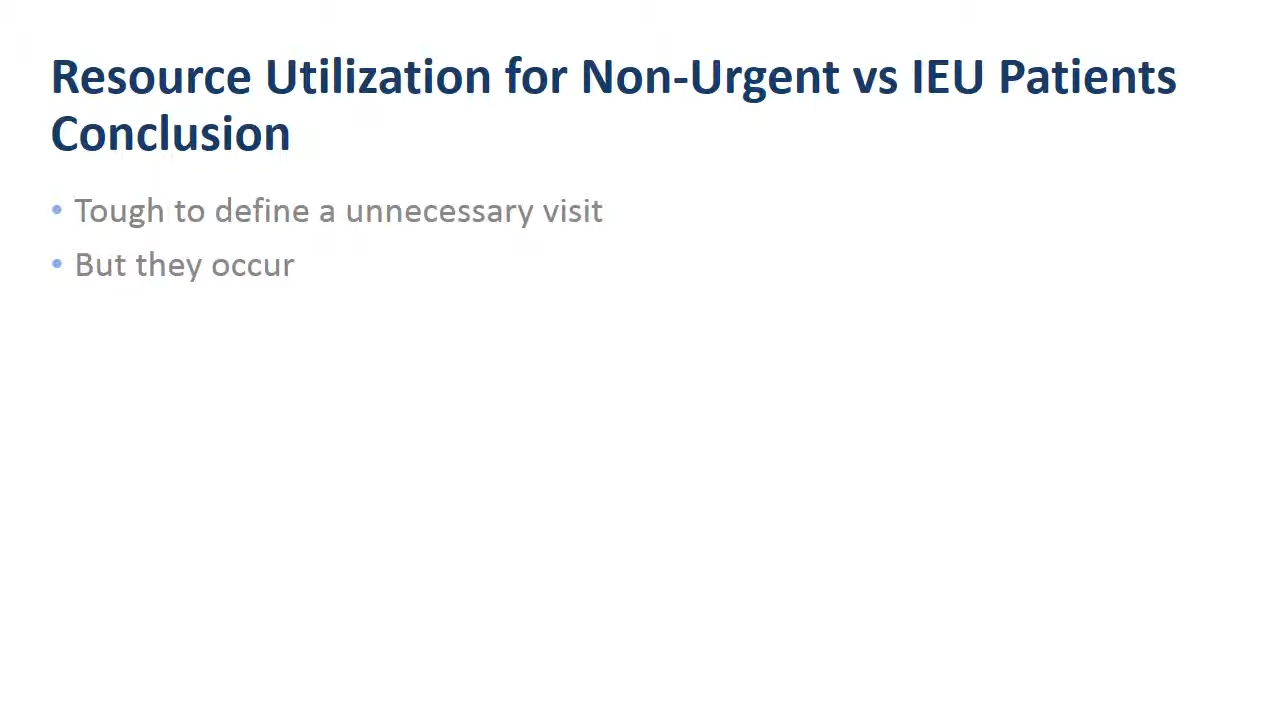 Resource Utilization for Non-Urgent vs IEU Patients
Conclusion
• Tough to define a unnecessary visit
• But they occur